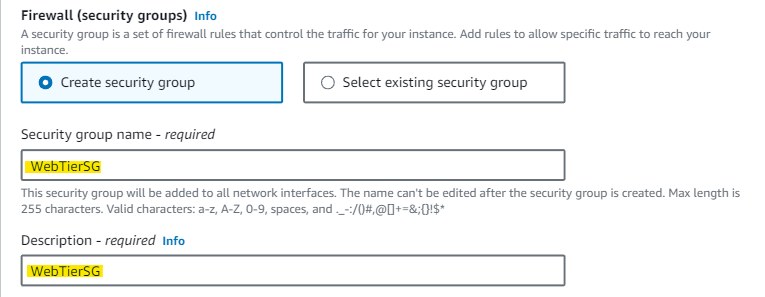 Firewall (security groups) Info
A security group is a set of firewall rules that control the traffic for your instance. Add rules to allow specific traffic to reach your
instance.
Create security group
Select existing security group
Security group name - required
WebTierSG
This security group will be added to all network interfaces. The name can't be edited after the security group is created. Max length is
255 characters. Valid characters: a-z, A-Z, 0-9, spaces, and ._-:/()#,@[]+=&;{}!$*
Description - required Info
WebTierSG